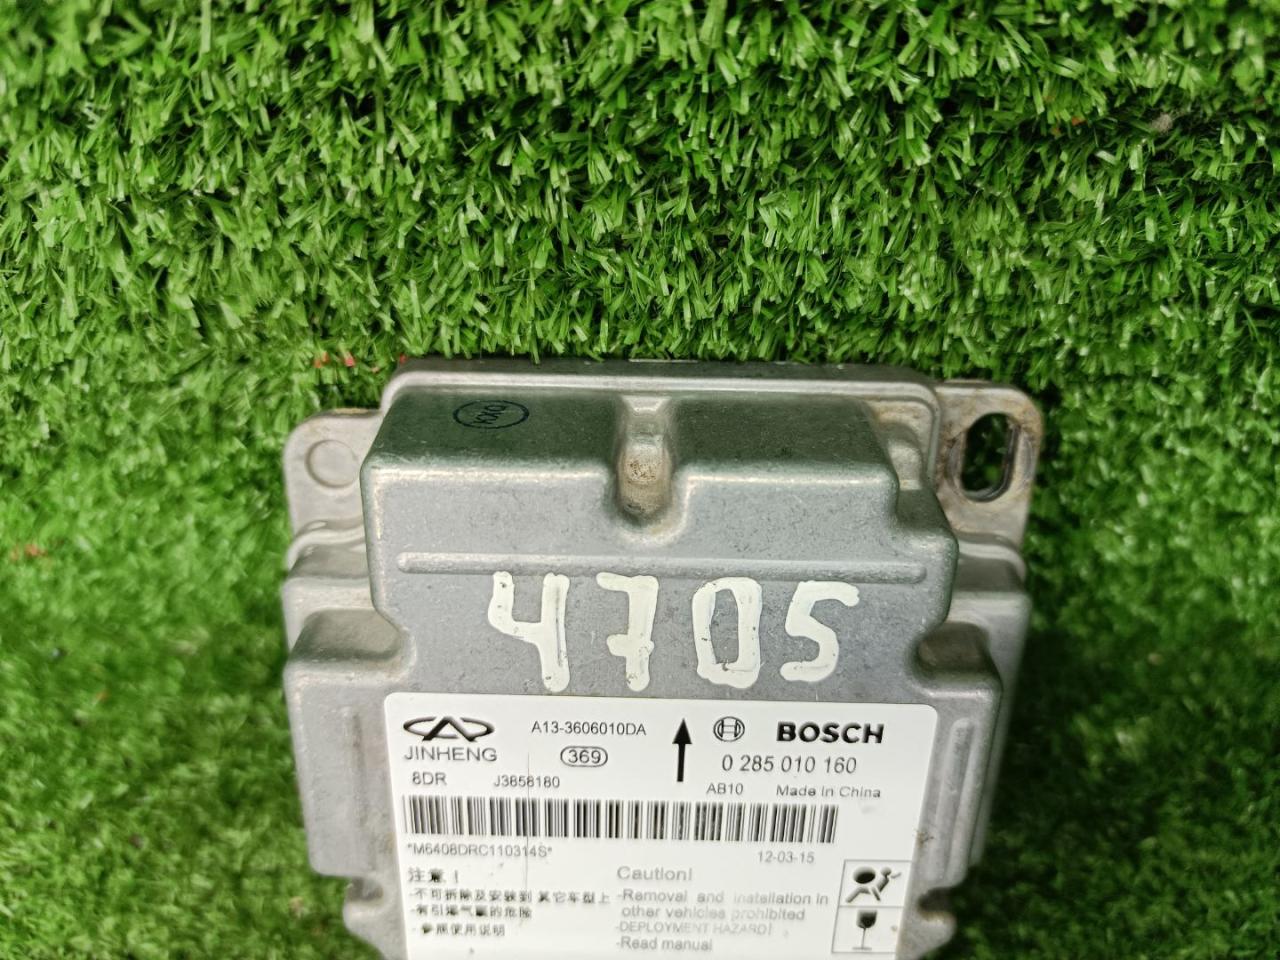 4705
A13-3606010DA
BOSCH
JINHENG
369
0 285 010 160
8DR
J3858180
AB10
Made In China
*M6408DRC110314S*
12-03-15
注意！
Caution!
-不可拆除及安装到 其它车型上
-Removal and installation in
other vehicles prohibited
-有引爆气囊的危险
-DEPLOYMENT HAZARD!
-参照使用说明
-Read manual